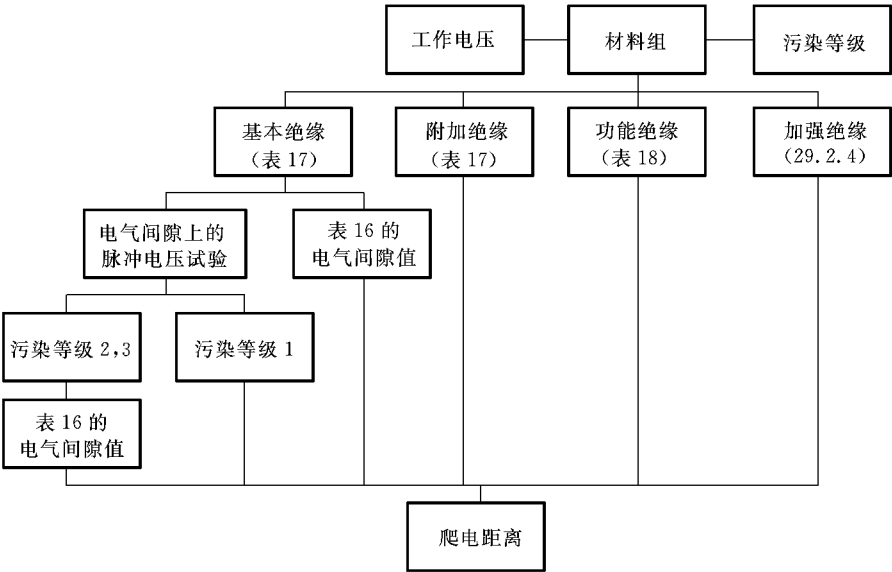 工作电压
材料组
污染等级
基本绝缘
(表 17)
附加绝缘
(表 17)
功能绝缘
(表 18)
加强绝缘
(29.2.4)
电气间隙上的
脉冲电压试验
表 16 的
电气间隙值
污染等级 2,3
污染等级 1
表 16 的
电气间隙值
爬电距离